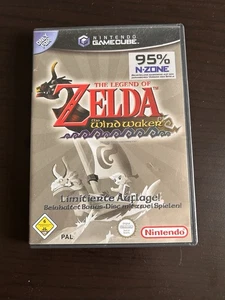 NINTENDO
GAMECUBE
95%
N-ZONE
THE LEGEND OF
ZELDA
The Wind Waker
Limitierte Auflage!
Beinhaltet Bonus-Disc mit zwei Spielen!
PAL
Nintendo